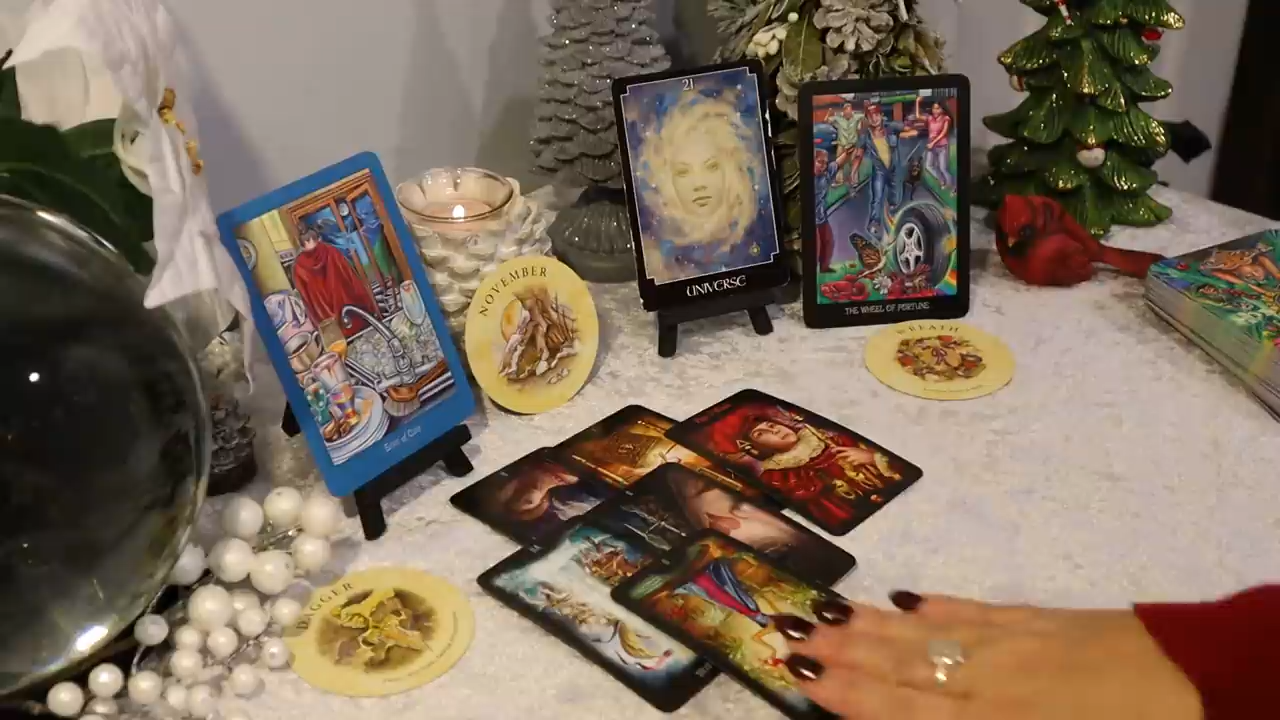 21
UNIVERSE
THE WHEEL OF FORTUNE
NOVEMBER
WREATH
DAGGER